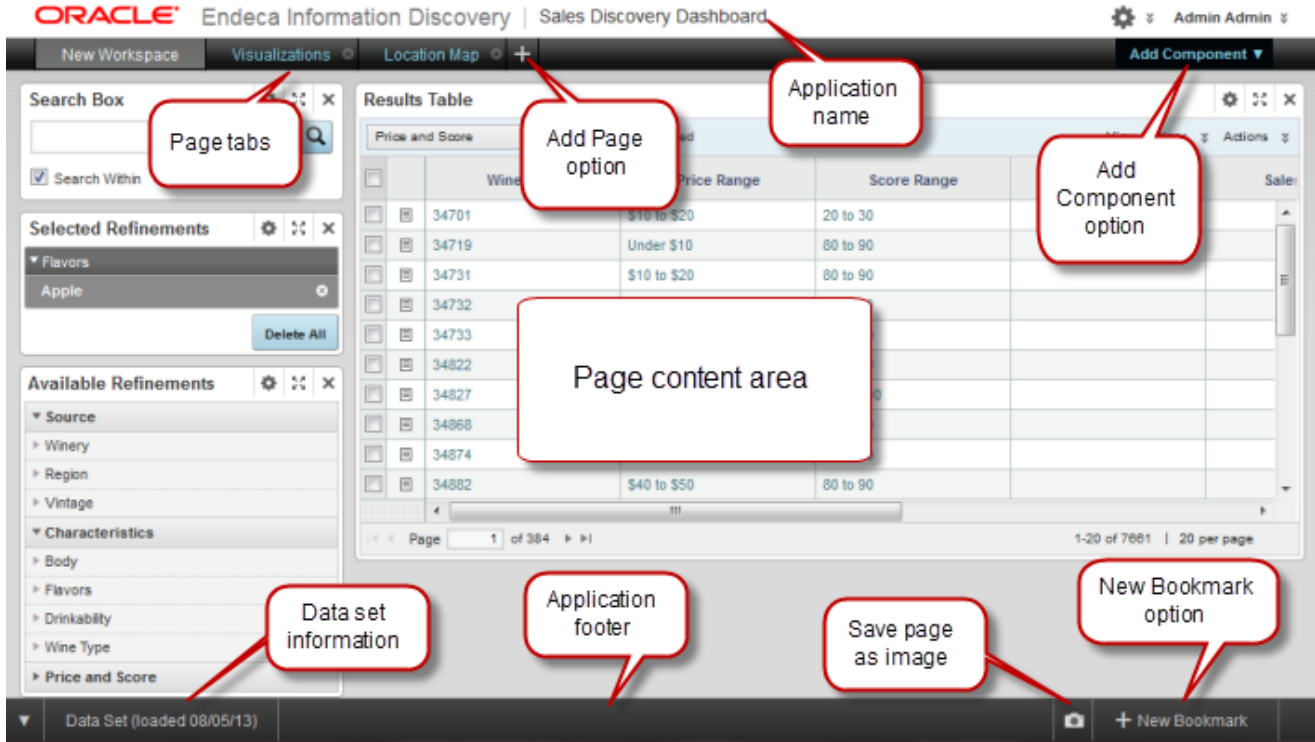 ORACLE® Endeca Information Discovery | Sales Discovery Dashboard
Admin Admin
New Workspace
Visualizations
Location Map
+
Add Component ▼
Application name
Page tabs
Add Page option
Add Component option
Search Box
Search Within
Selected Refinements
Flavors
Apple
Delete All
Available Refinements
Source
Winery
Region
Vintage
Characteristics
Body
Flavors
Drinkability
Wine Type
Price and Score
Results Table
Price and Score
Actions
Wine
Price Range
Score Range
Sales
34701 $10 to $20 20 to 30
34719 Under $10 80 to 90
34731 $10 to $20 80 to 90
34732
34733
34822
34827
34868
34874
34882 $40 to $50 80 to 90
Page content area
Page 1 of 384
1-20 of 7661 | 20 per page
Data set information
Application footer
Save page as image
New Bookmark option
Data Set (loaded 08/05/13)
+ New Bookmark